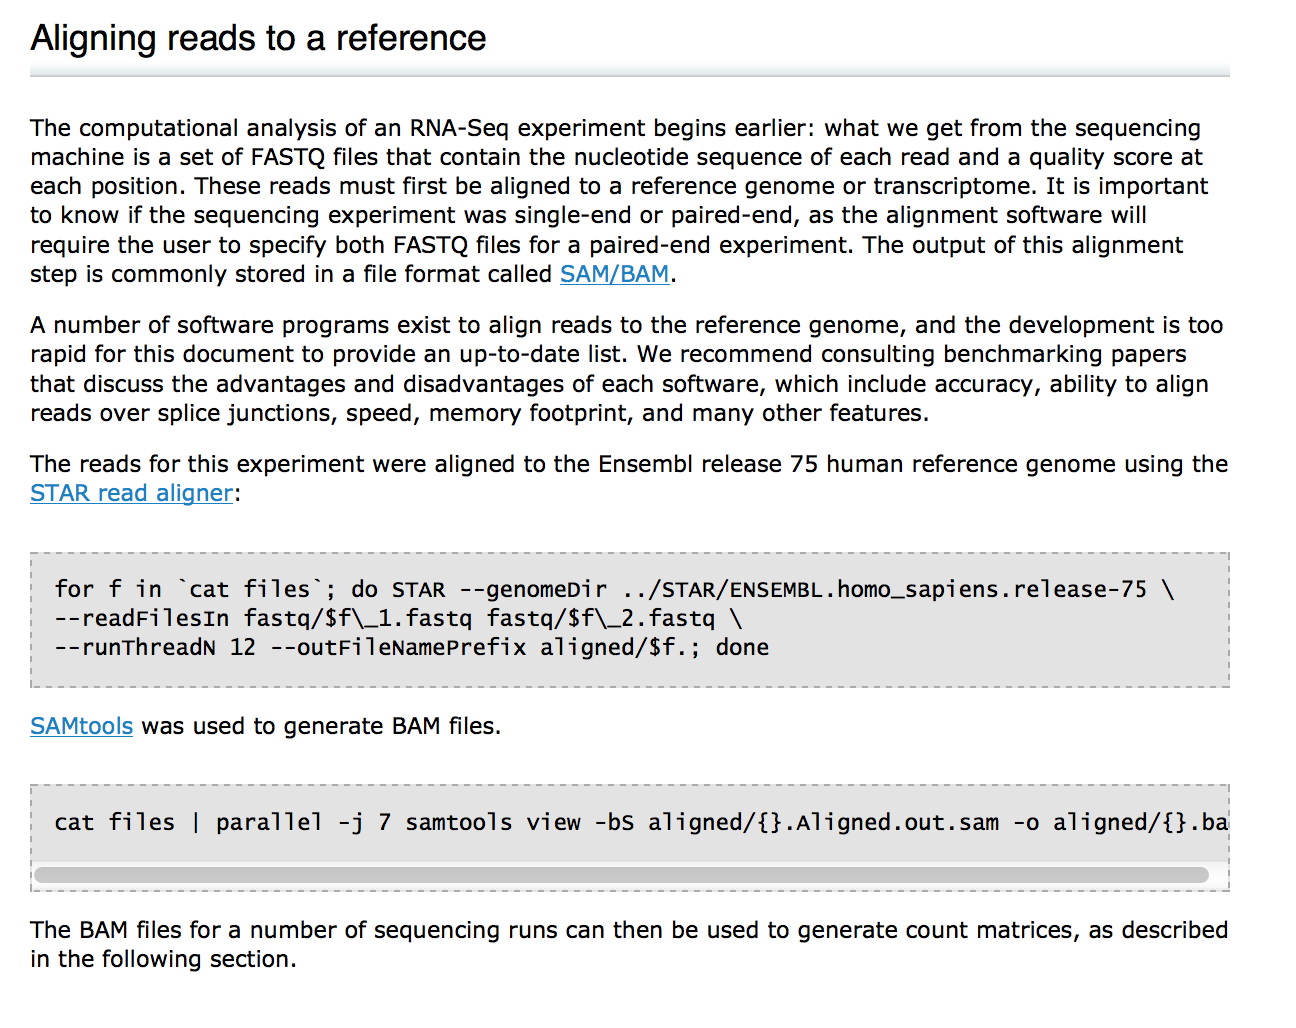 Aligning reads to a reference
The computational analysis of an RNA-Seq experiment begins earlier: what we get from the sequencing
machine is a set of FASTQ files that contain the nucleotide sequence of each read and a quality score at
each position. These reads must first be aligned to a reference genome or transcriptome. It is important
to know if the sequencing experiment was single-end or paired-end, as the alignment software will
require the user to specify both FASTQ files for a paired-end experiment. The output of this alignment
step is commonly stored in a file format called SAM/BAM.
A number of software programs exist to align reads to the reference genome, and the development is too
rapid for this document to provide an up-to-date list. We recommend consulting benchmarking papers
that discuss the advantages and disadvantages of each software, which include accuracy, ability to align
reads over splice junctions, speed, memory footprint, and many other features.
The reads for this experiment were aligned to the Ensembl release 75 human reference genome using the
STAR read aligner:
for f in `cat files`; do STAR --genomeDir ../STAR/ENSEMBL.homo_sapiens.release-75 \
--readFilesIn fastq/$f\_1.fastq fastq/$f\_2.fastq \
--runThreadN 12 --outFileNamePrefix aligned/$f.; done
SAMtools was used to generate BAM files.
cat files | parallel -j 7 samtools view -bS aligned/{}.Aligned.out.sam -o aligned/{}.ba
The BAM files for a number of sequencing runs can then be used to generate count matrices, as described
in the following section.